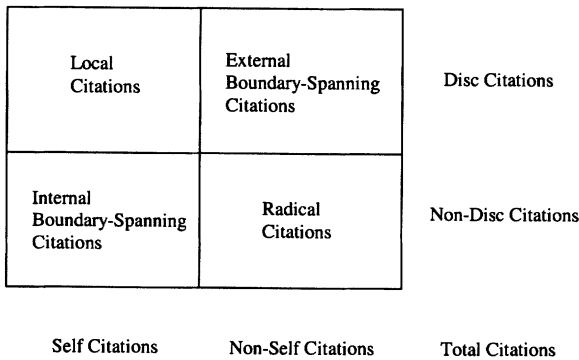 Local
Citations
External
Boundary-Spanning
Citations
Disc Citations
Internal
Boundary-Spanning
Citations
Radical
Citations
Non-Disc Citations
Self Citations
Non-Self Citations
Total Citations